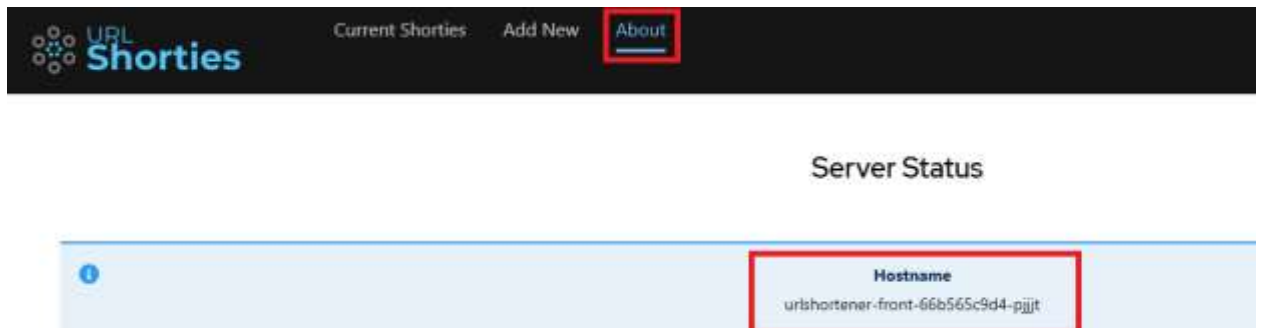 URL
Shorties
Current Shorties Add New About
Server Status
Hostname
urlshortener-front-66b565c9d4-pjjjt